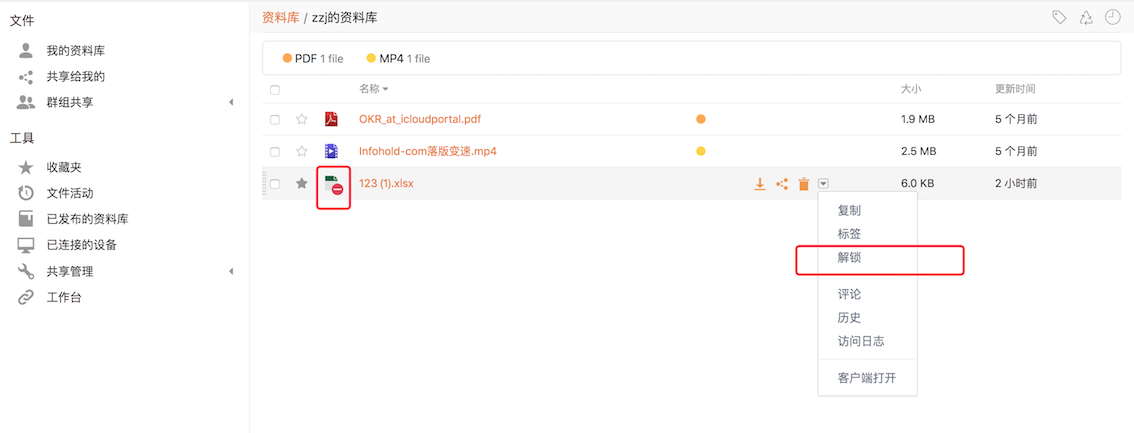 文件
我的资料库
共享给我的
群组共享
工具
收藏夹
文件活动
已发布的资料库
已连接的设备
共享管理
工作台
资料库 / zzj的资料库
PDF 1 file MP4 1 file
名称 大小 更新时间
OKR_at_icloudportal.pdf 1.9 MB 5 个月前
Infohold-com落版变速.mp4 2.5 MB 5 个月前
123 (1).xlsx 6.0 KB 2 小时前
复制
标签
解锁
评论
历史
访问日志
客户端打开